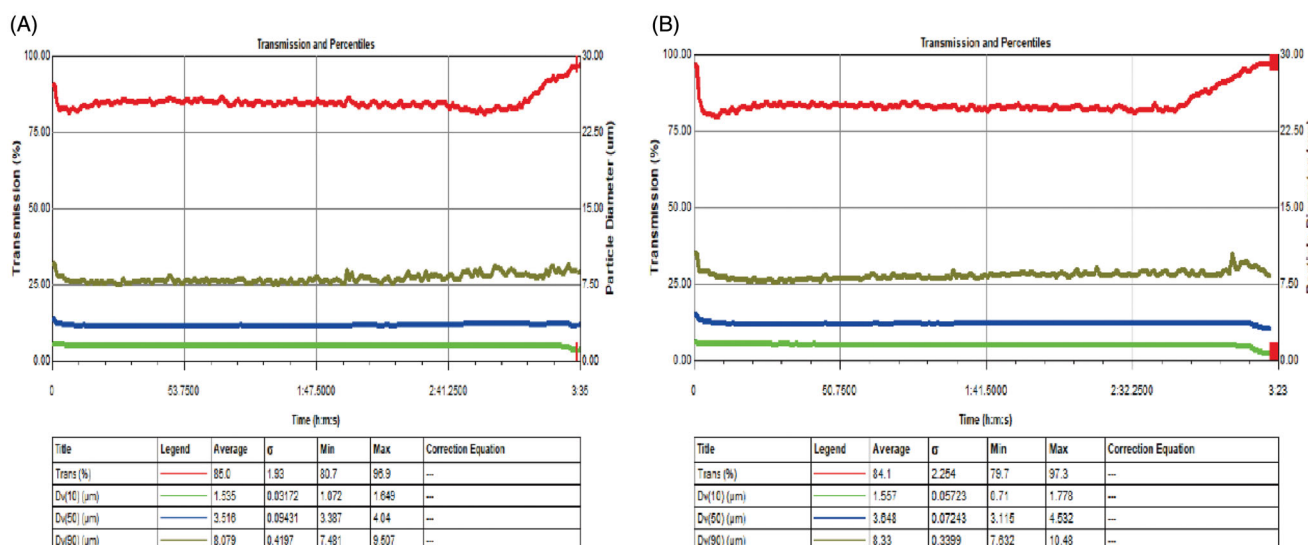 (A)
Transmission and Percentiles
100.00
75.00
50.00
25.00
0.00
Transmission (%)
30.00
22.50
15.00
7.50
0.00
Particle Diameter (um)
0 53.7500 1:47.5000 2:41.2500 3:35
Time (h:m:s)
Title Legend Average σ Min Max Correction Equation
Trans (%) 85.0 1.93 80.7 96.9 ---
Dv(10) (μm) 1.535 0.03172 1.072 1.649 ---
Dv(50) (μm) 3.516 0.09431 3.387 4.04 ---
Dv(90) (μm) 8.079 0.4197 7.481 9.507 ---
(B)
Transmission and Percentiles
100.00
75.00
50.00
25.00
0.00
Transmission (%)
30.00
22.50
15.00
7.50
0.00
0 50.7500 1:41.5000 2:32.2500 3:23
Time (h:m:s)
Title Legend Average σ Min Max Correction Equation
Trans (%) 84.1 2.254 79.7 97.3 ---
Dv(10) (μm) 1.557 0.05723 0.71 1.778 ---
Dv(50) (μm) 3.648 0.07243 3.115 4.532 ---
Dv(90) (μm) 8.33 0.3399 7.632 10.48 ---